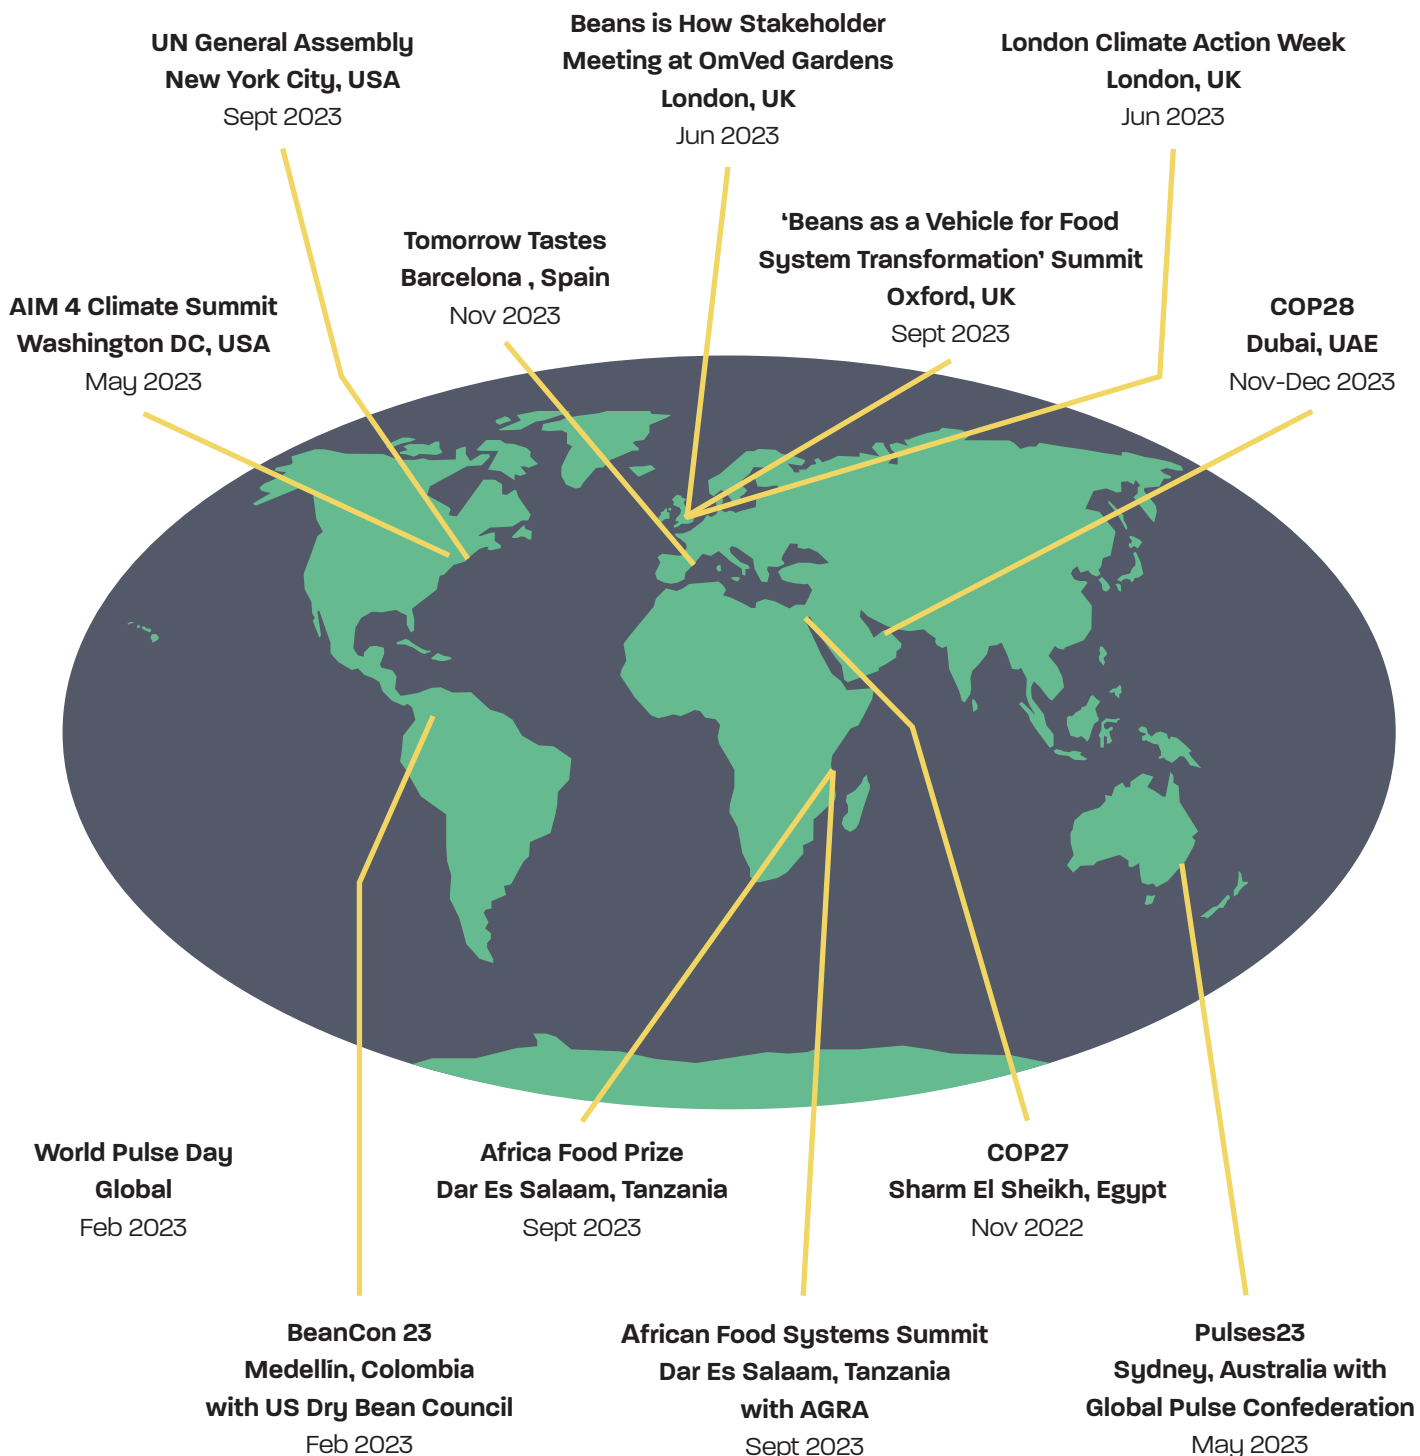 UN General Assembly
New York City, USA
Sept 2023
Beans is How Stakeholder
Meeting at OmVed Gardens
London, UK
Jun 2023
London Climate Action Week
London, UK
Jun 2023
AIM 4 Climate Summit
Washington DC, USA
May 2023
Tomorrow Tastes
Barcelona , Spain
Nov 2023
‘Beans as a Vehicle for Food
System Transformation’ Summit
Oxford, UK
Sept 2023
COP28
Dubai, UAE
Nov-Dec 2023
World Pulse Day
Global
Feb 2023
Africa Food Prize
Dar Es Salaam, Tanzania
Sept 2023
COP27
Sharm El Sheikh, Egypt
Nov 2022
BeanCon 23
Medellín, Colombia
with US Dry Bean Council
Feb 2023
African Food Systems Summit
Dar Es Salaam, Tanzania
with AGRA
Sept 2023
Pulses23
Sydney, Australia with
Global Pulse Confederation
May 2023